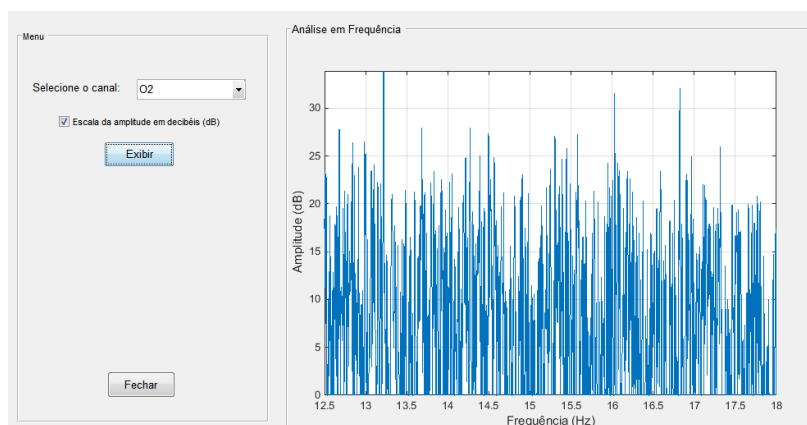 Menu
Selecione o canal:
O2
Escala da amplitude em decibéis (dB)
Exibir
Fechar
Análise em Frequência
Amplitude (dB)
30
25
20
15
10
5
0
12.5 13 13.5 14 14.5 15 15.5 16 16.5 17 17.5 18
Frequência (Hz)